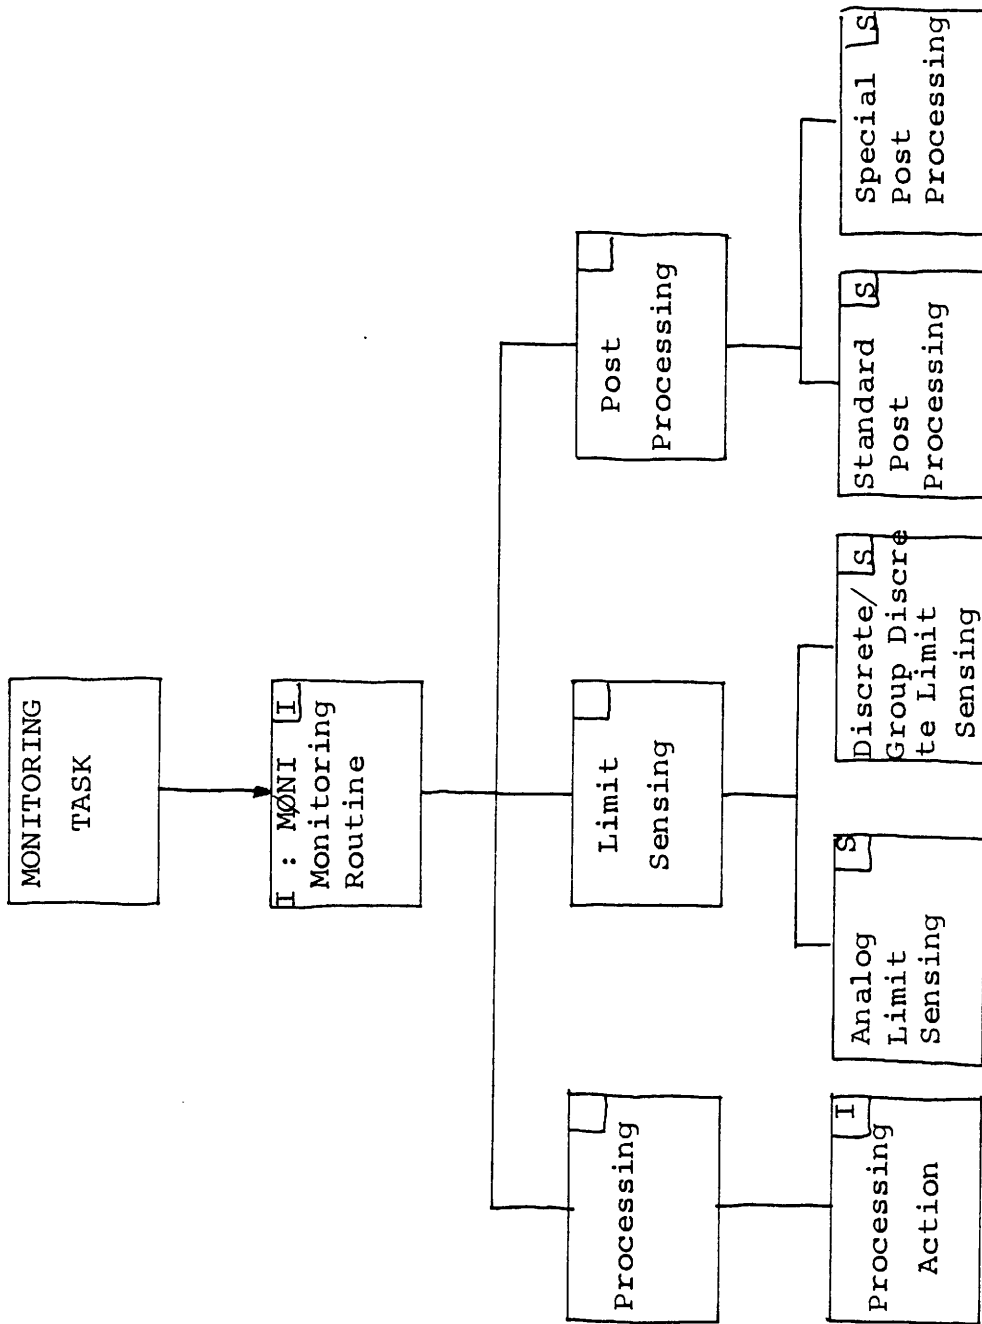 MONITORING
TASK
I : MØNI I
Monitoring
Routine
Processing
Limit
Sensing
Post
Processing
Processing I
Action
Analog S
Limit
Sensing
Discrete/ S
Group Discre
te Limit
Sensing
Standard S
Post
Processing
Special S
Post
Processing